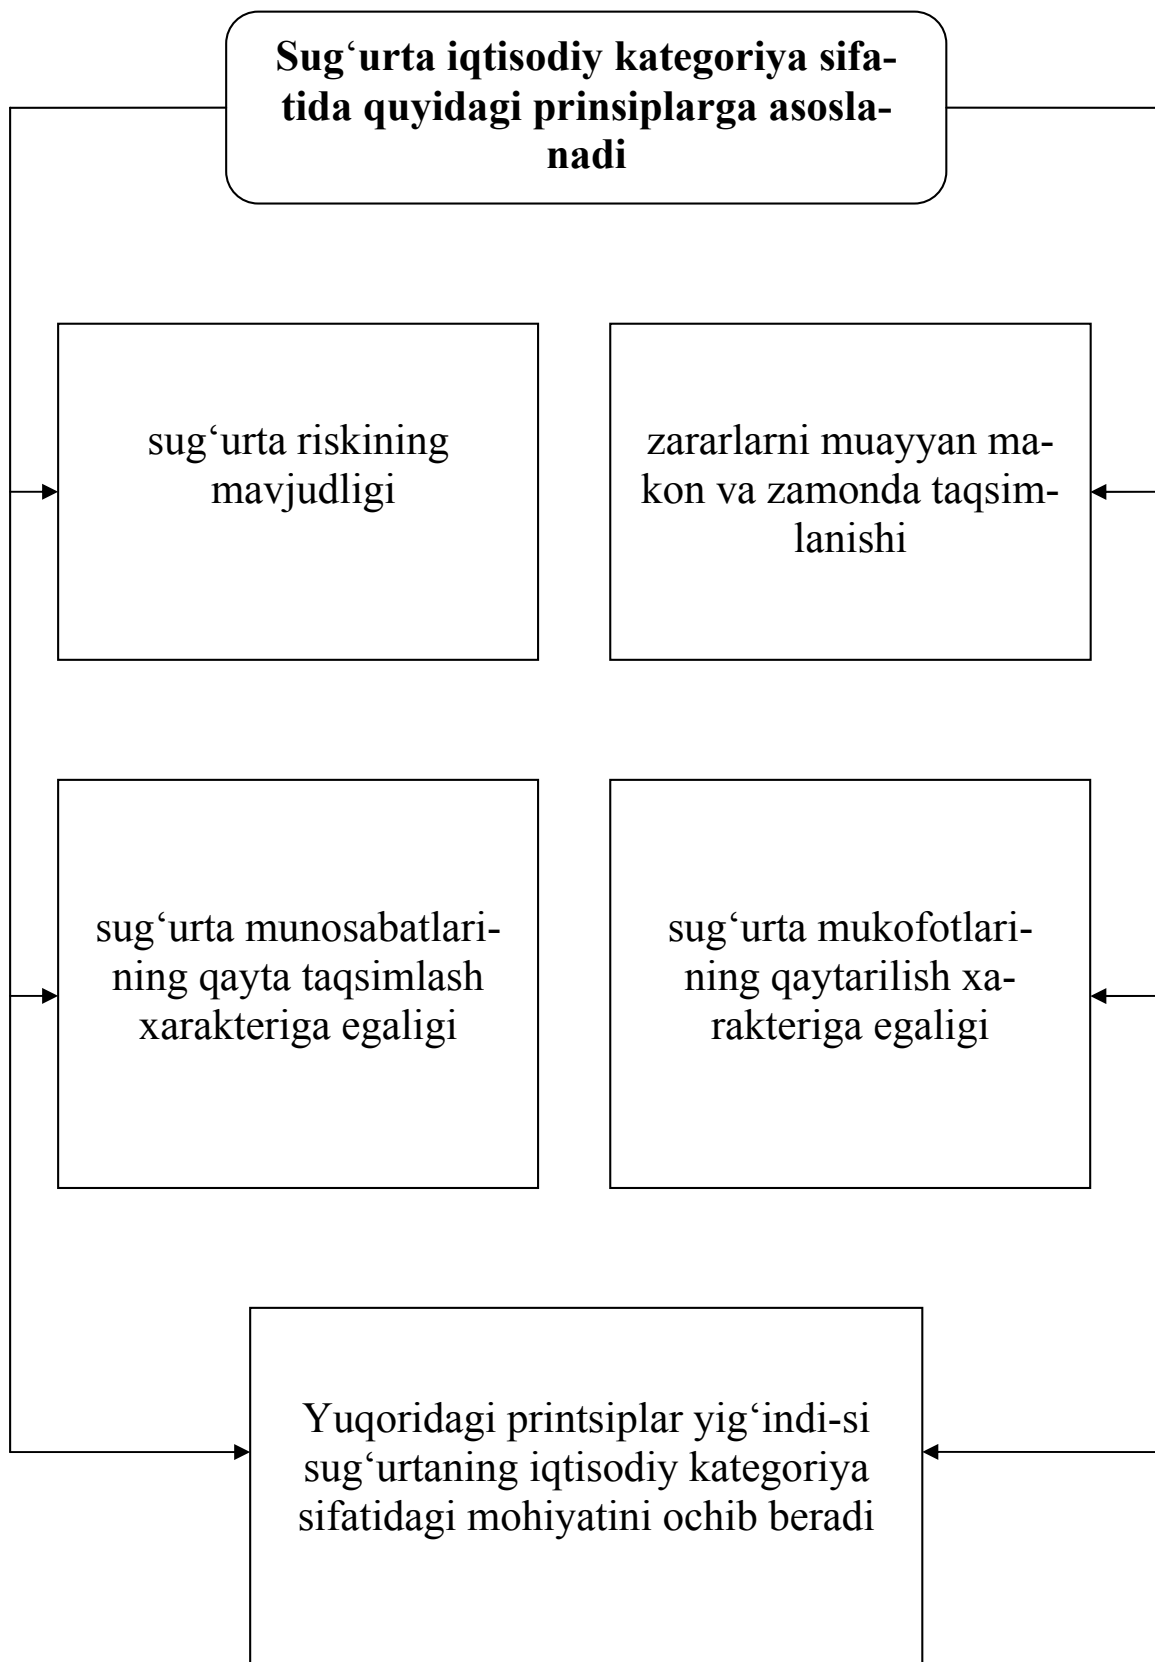 Sug‘urta iqtisodiy kategoriya sifa-
tida quyidagi prinsiplarga asosla-
nadi
sug‘urta riskining
mavjudligi
zararlarni muayyan ma-
kon va zamonda taqsim-
lanishi
sug‘urta munosabatlari-
ning qayta taqsimlash
xarakteriga egaligi
sug‘urta mukofotlari-
ning qaytarilish xa-
rakteriga egaligi
Yuqoridagi printsiplar yig‘indi-si
sug‘urtaning iqtisodiy kategoriya
sifatidagi mohiyatini ochib beradi